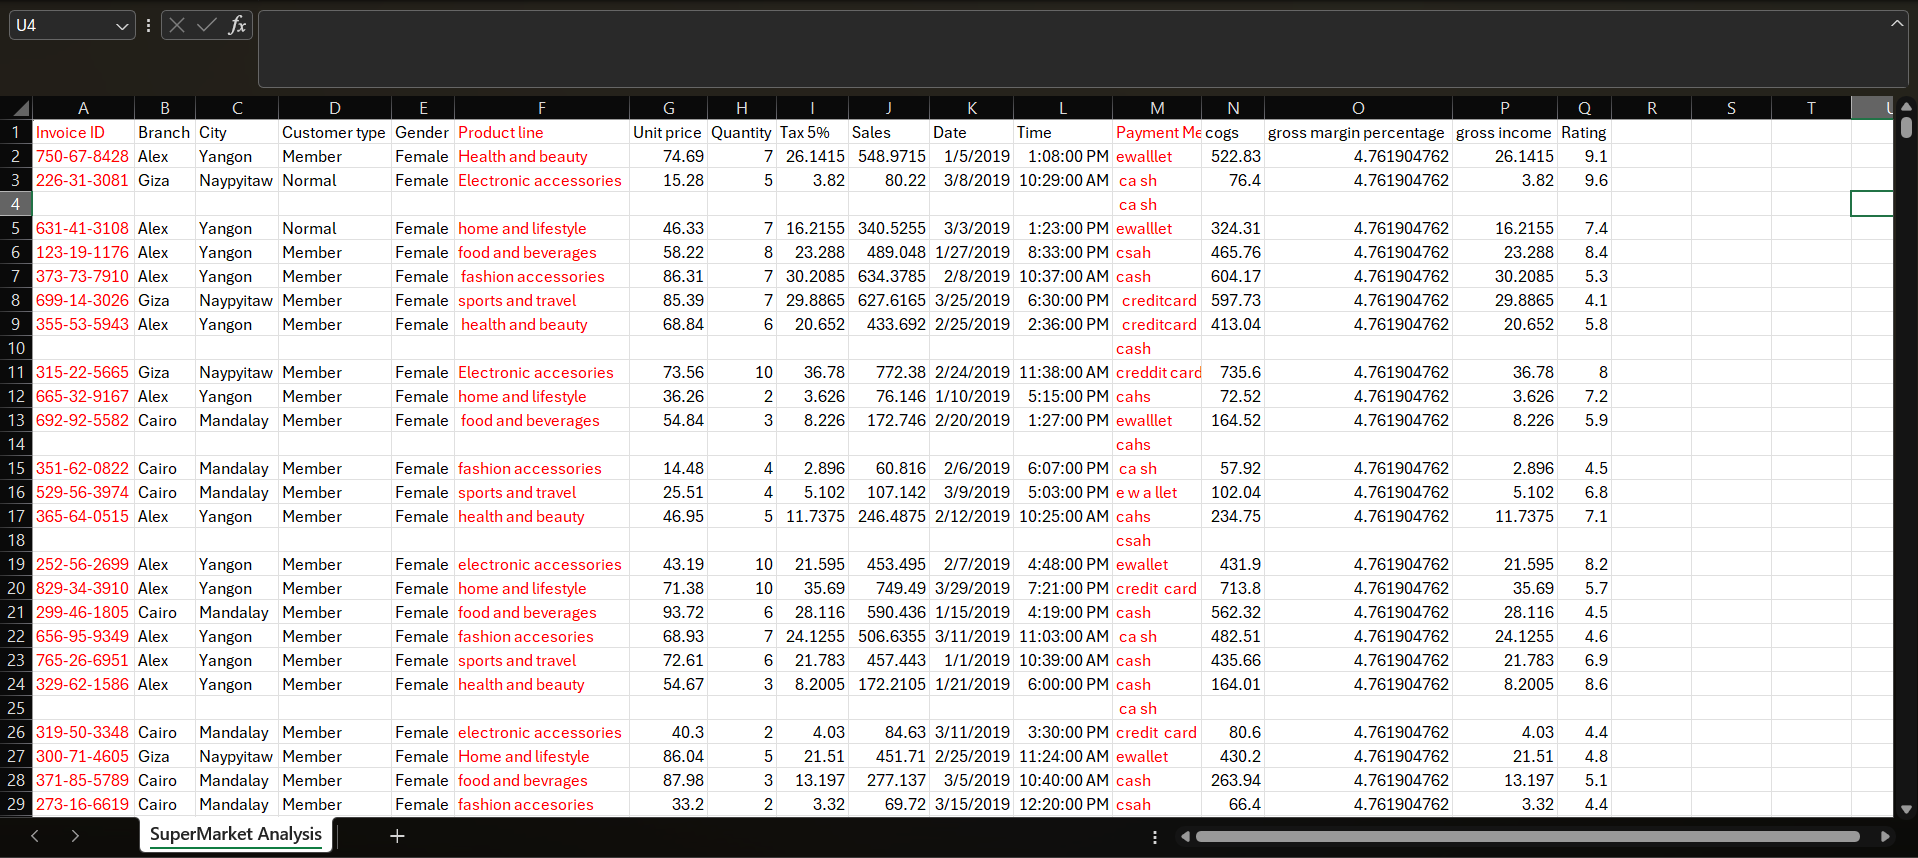 U4
fx
A B C D E F G H I J K L M N O P Q R S T U
1 Invoice ID Branch City Customer type Gender Product line Unit price Quantity Tax 5% Sales Date Time Payment Me cogs gross margin percentage gross income Rating
2 750-67-8428 Alex Yangon Member Female Health and beauty 74.69 7 26.1415 548.9715 1/5/2019 1:08:00 PM ewalllet 522.83 4.761904762 26.1415 9.1
3 226-31-3081 Giza Naypyitaw Normal Female Electronic accessories 15.28 5 3.82 80.22 3/8/2019 10:29:00 AM ca sh 76.4 4.761904762 3.82 9.6
4 ca sh
5 631-41-3108 Alex Yangon Normal Female home and lifestyle 46.33 7 16.2155 340.5255 3/3/2019 1:23:00 PM ewalllet 324.31 4.761904762 16.2155 7.4
6 123-19-1176 Alex Yangon Member Female food and beverages 58.22 8 23.288 489.048 1/27/2019 8:33:00 PM csah 465.76 4.761904762 23.288 8.4
7 373-73-7910 Alex Yangon Member Female fashion accessories 86.31 7 30.2085 634.3785 2/8/2019 10:37:00 AM cash 604.17 4.761904762 30.2085 5.3
8 699-14-3026 Giza Naypyitaw Member Female sports and travel 85.39 7 29.8865 627.6165 3/25/2019 6:30:00 PM creditcard 597.73 4.761904762 29.8865 4.1
9 355-53-5943 Alex Yangon Member Female health and beauty 68.84 6 20.652 433.692 2/25/2019 2:36:00 PM creditcard 413.04 4.761904762 20.652 5.8
10 cash
11 315-22-5665 Giza Naypyitaw Member Female Electronic accesories 73.56 10 36.78 772.38 2/24/2019 11:38:00 AM creddit card 735.6 4.761904762 36.78 8
12 665-32-9167 Alex Yangon Member Female home and lifestyle 36.26 2 3.626 76.146 1/10/2019 5:15:00 PM cahs 72.52 4.761904762 3.626 7.2
13 692-92-5582 Cairo Mandalay Member Female food and beverages 54.84 3 8.226 172.746 2/20/2019 1:27:00 PM ewalllet 164.52 4.761904762 8.226 5.9
14 cahs
15 351-62-0822 Cairo Mandalay Member Female fashion accessories 14.48 4 2.896 60.816 2/6/2019 6:07:00 PM ca sh 57.92 4.761904762 2.896 4.5
16 529-56-3974 Cairo Mandalay Member Female sports and travel 25.51 4 5.102 107.142 3/9/2019 5:03:00 PM e w a llet 102.04 4.761904762 5.102 6.8
17 365-64-0515 Alex Yangon Member Female health and beauty 46.95 5 11.7375 246.4875 2/12/2019 10:25:00 AM cahs 234.75 4.761904762 11.7375 7.1
18 csah
19 252-56-2699 Alex Yangon Member Female electronic accessories 43.19 10 21.595 453.495 2/7/2019 4:48:00 PM ewallet 431.9 4.761904762 21.595 8.2
20 829-34-3910 Alex Yangon Member Female home and lifestyle 71.38 10 35.69 749.49 3/29/2019 7:21:00 PM credit card 713.8 4.761904762 35.69 5.7
21 299-46-1805 Cairo Mandalay Member Female food and beverages 93.72 6 28.116 590.436 1/15/2019 4:19:00 PM cash 562.32 4.761904762 28.116 4.5
22 656-95-9349 Alex Yangon Member Female fashion accesories 68.93 7 24.1255 506.6355 3/11/2019 11:03:00 AM ca sh 482.51 4.761904762 24.1255 4.6
23 765-26-6951 Alex Yangon Member Female sports and travel 72.61 6 21.783 457.443 1/1/2019 10:39:00 AM cash 435.66 4.761904762 21.783 6.9
24 329-62-1586 Alex Yangon Member Female health and beauty 54.67 3 8.2005 172.2105 1/21/2019 6:00:00 PM cash 164.01 4.761904762 8.2005 8.6
25 ca sh
26 319-50-3348 Cairo Mandalay Member Female electronic accessories 40.3 2 4.03 84.63 3/11/2019 3:30:00 PM credit card 80.6 4.761904762 4.03 4.4
27 300-71-4605 Giza Naypyitaw Member Female Home and lifestyle 86.04 5 21.51 451.71 2/25/2019 11:24:00 AM ewallet 430.2 4.761904762 21.51 4.8
28 371-85-5789 Cairo Mandalay Member Female food and bevrages 87.98 3 13.197 277.137 3/5/2019 10:40:00 AM cash 263.94 4.761904762 13.197 5.1
29 273-16-6619 Cairo Mandalay Member Female fashion accesories 33.2 2 3.32 69.72 3/15/2019 12:20:00 PM csah 66.4 4.761904762 3.32 4.4
SuperMarket Analysis